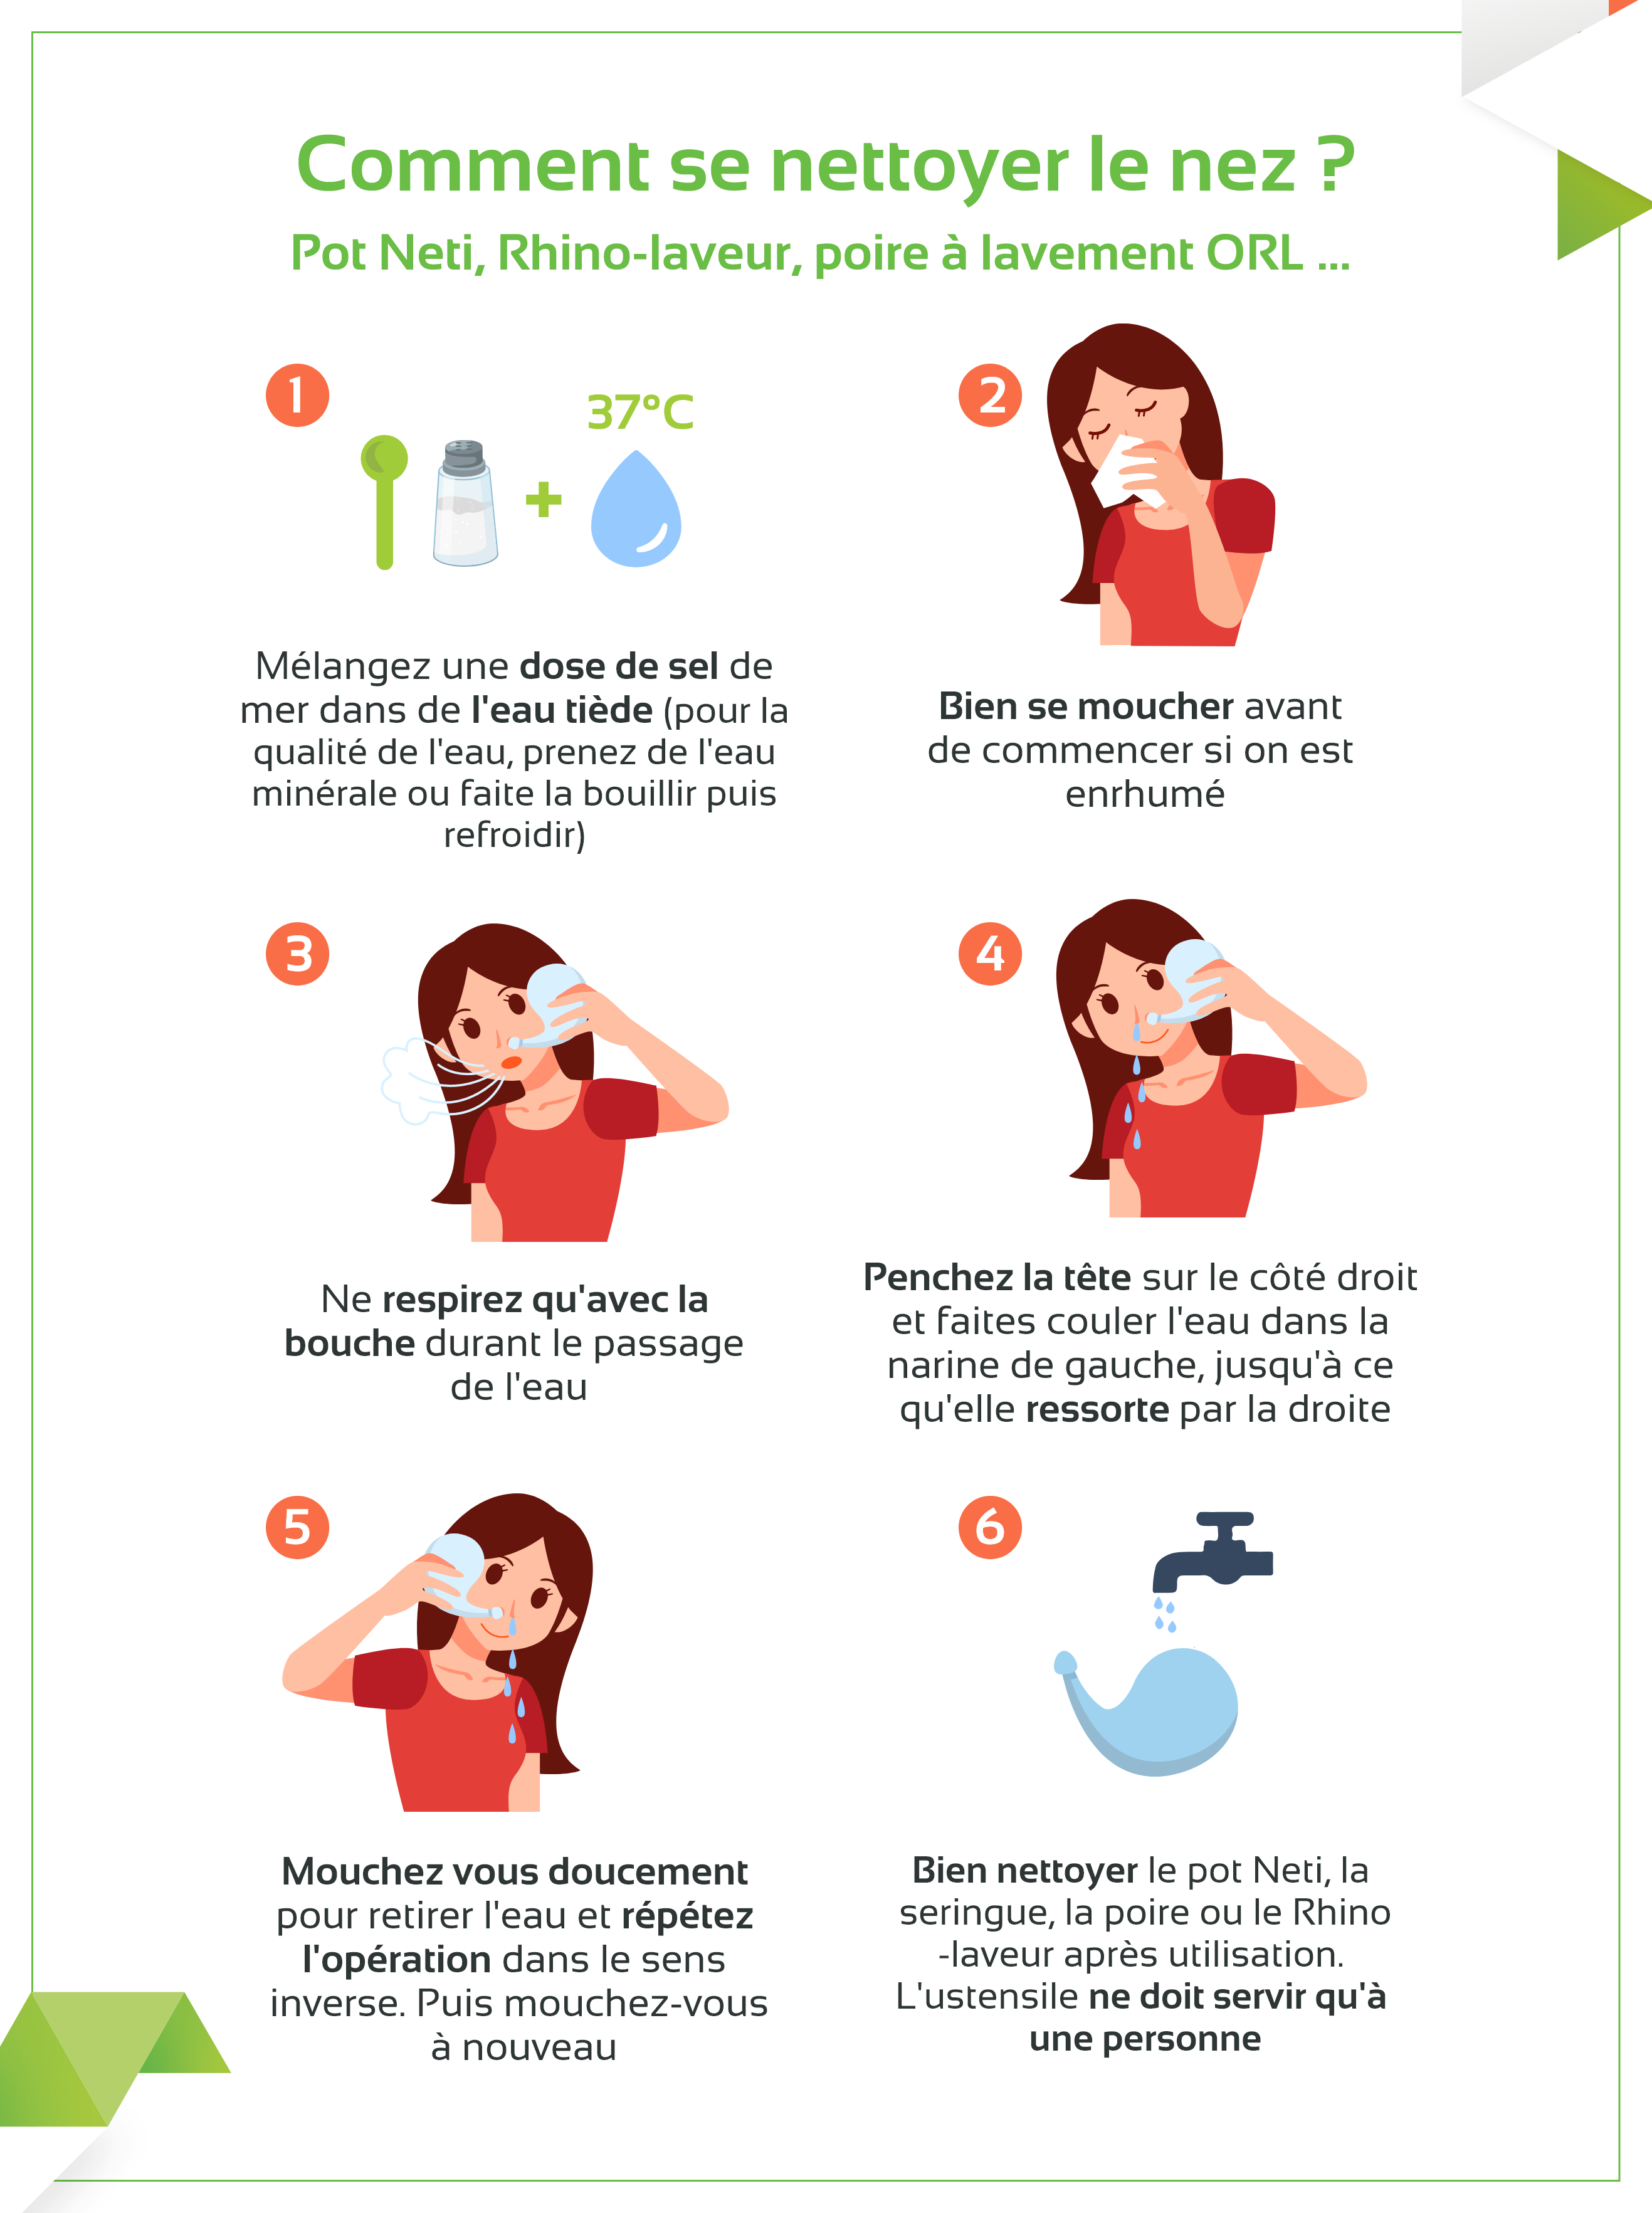 Comment se nettoyer le nez ?
Pot Neti, Rhino-laveur, poire à lavement ORL ...
1
37°C
Mélangez une dose de sel de
mer dans de l'eau tiède (pour la
qualité de l'eau, prenez de l'eau
minérale ou faite la bouillir puis
refroidir)
2
Bien se moucher avant
de commencer si on est
enrhumé
3
Ne respirez qu'avec la
bouche durant le passage
de l'eau
4
Penchez la tête sur le côté droit
et faites couler l'eau dans la
narine de gauche, jusqu'à ce
qu'elle ressorte par la droite
5
Mouchez vous doucement
pour retirer l'eau et répétez
l'opération dans le sens
inverse. Puis mouchez-vous
à nouveau
6
Bien nettoyer le pot Neti, la
seringue, la poire ou le Rhino
-laveur après utilisation.
L'ustensile ne doit servir qu'à
une personne